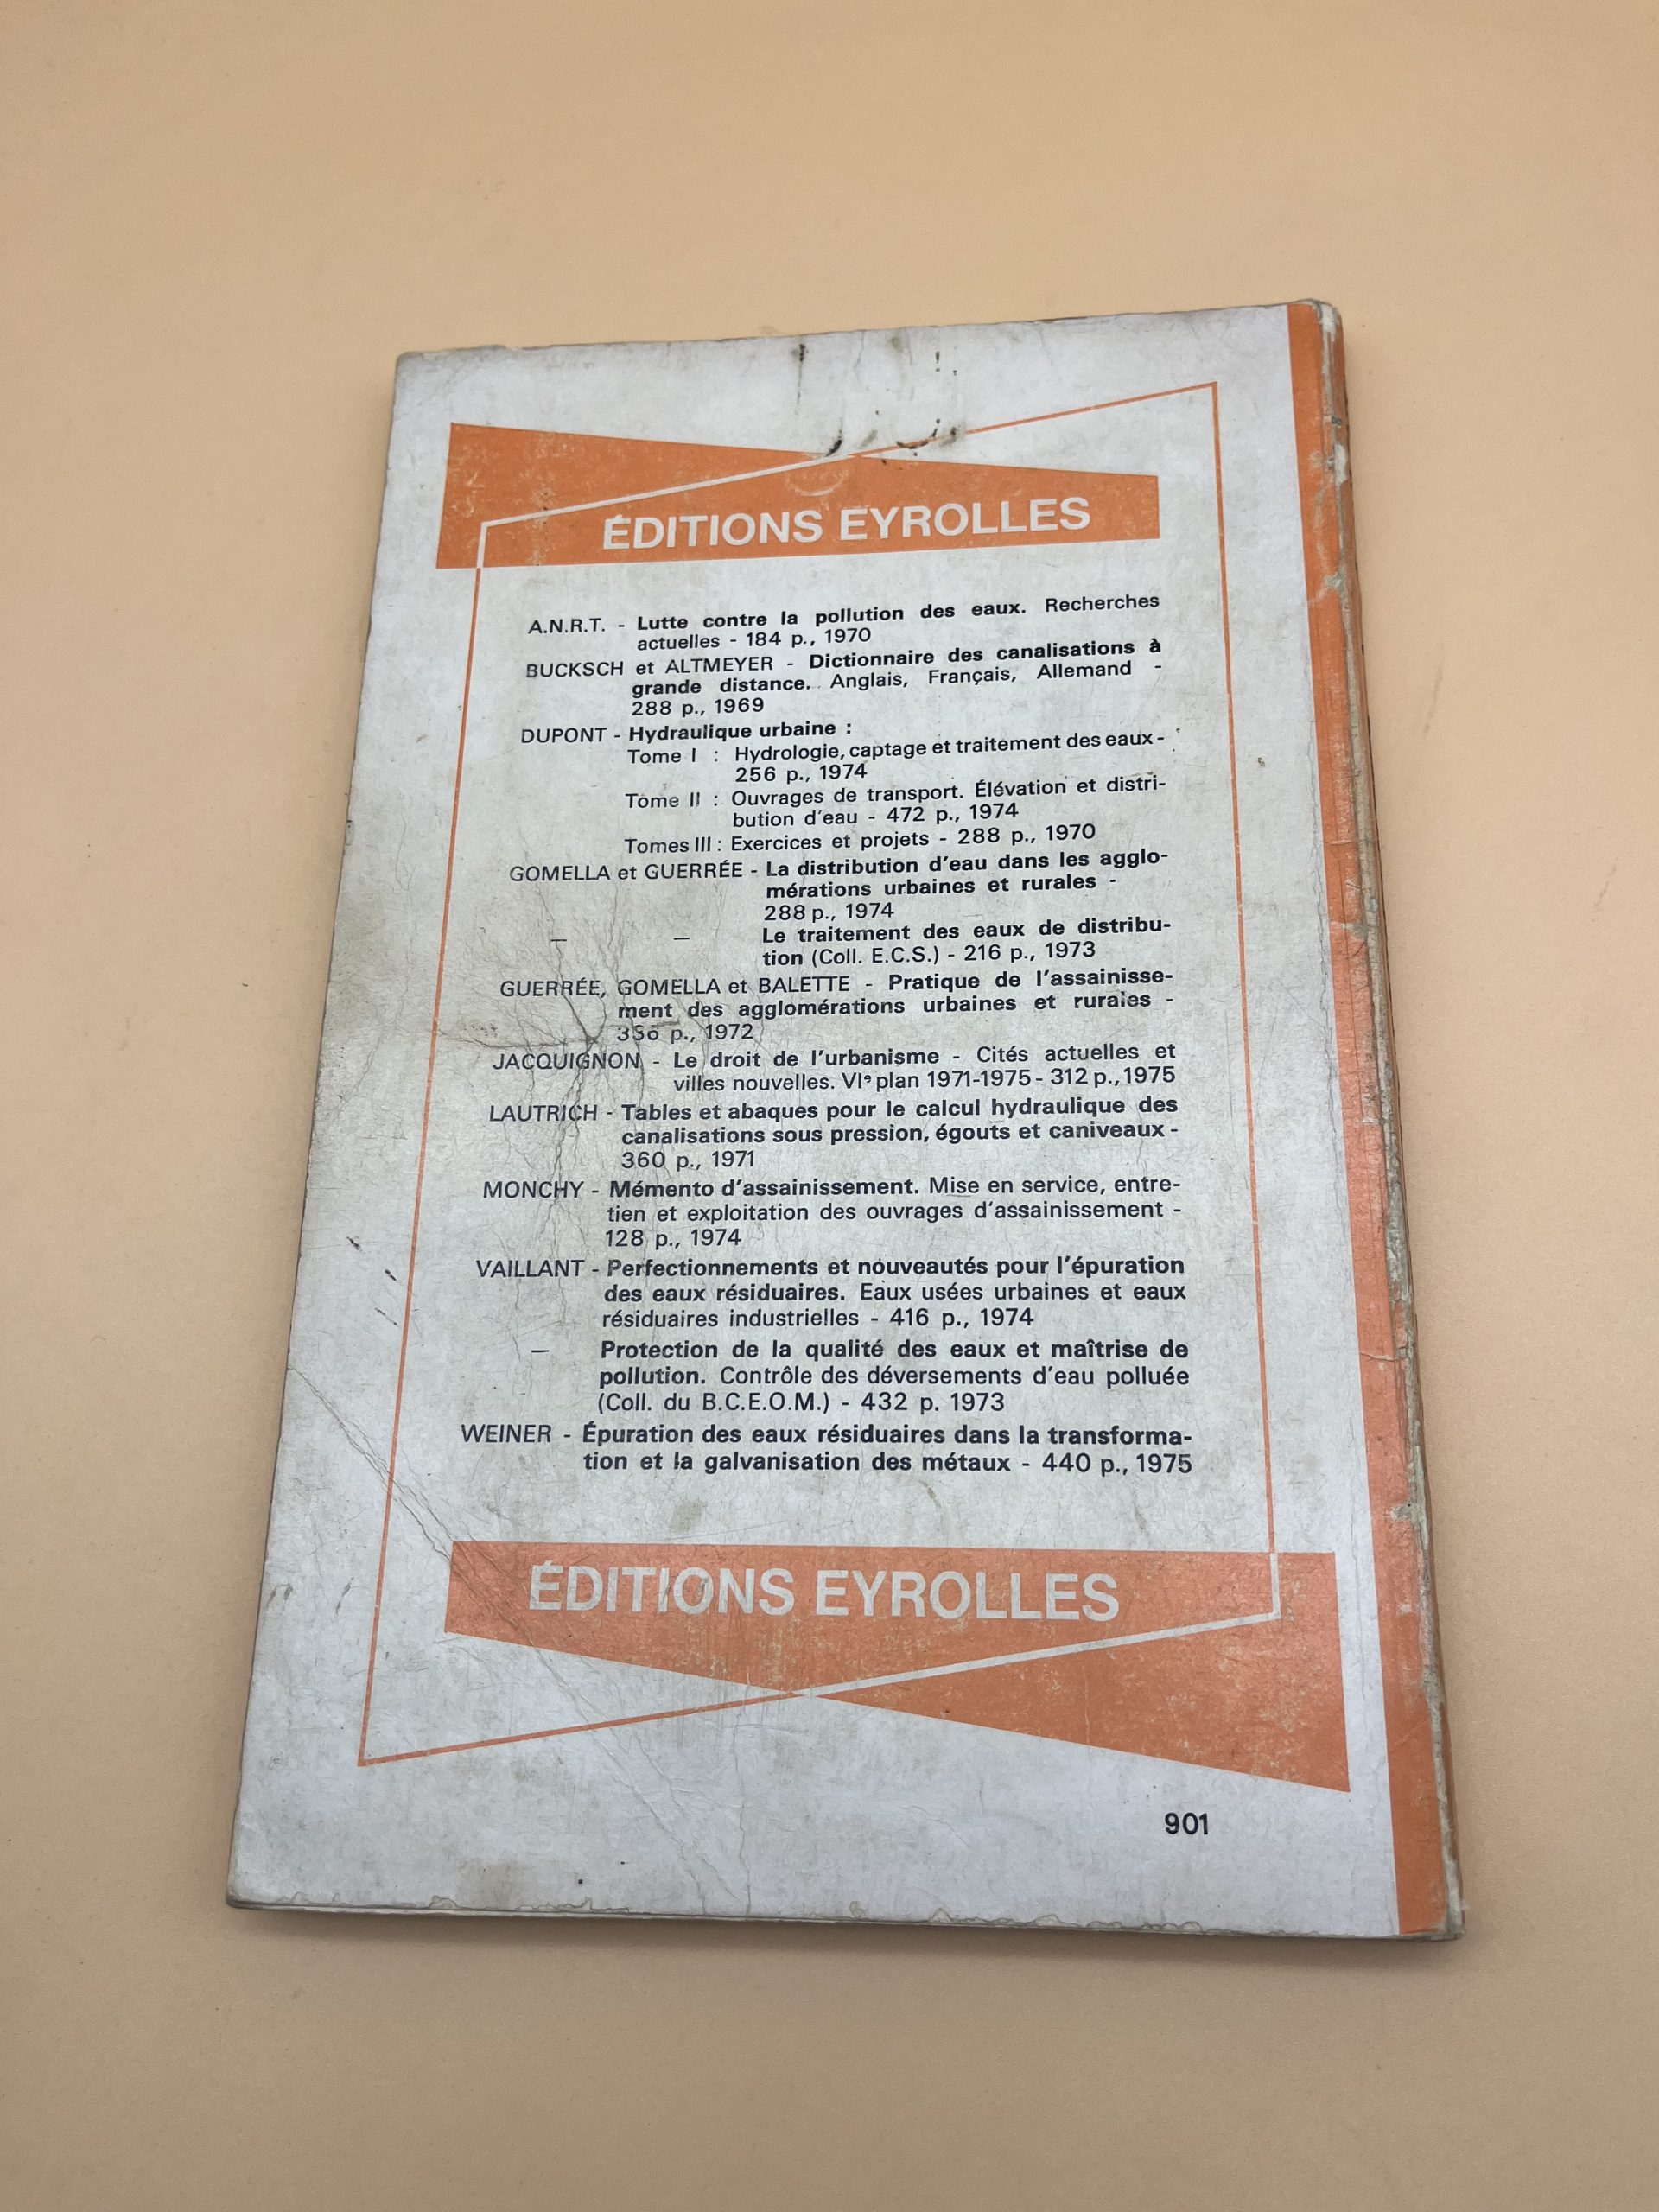 ÉDITIONS EYROLLES
A.N.R.T. - Lutte contre la pollution des eaux. Recherches
actuelles - 184 p., 1970
BUCKSCH et ALTMEYER - Dictionnaire des canalisations à
grande distance. Anglais, Français, Allemand -
288 p., 1969
DUPONT - Hydraulique urbaine :
Tome I : Hydrologie, captage et traitement des eaux -
256 p., 1974
Tome II : Ouvrages de transport. Élévation et distri-
bution d'eau - 472 p., 1974
Tomes III : Exercices et projets - 288 p., 1970
GOMELLA et GUERRÉE - La distribution d'eau dans les agglo-
mérations urbaines et rurales -
288 p., 1974
— — Le traitement des eaux de distribu-
tion (Coll. E.C.S.) - 216 p., 1973
GUERRÉE, GOMELLA et BALETTE - Pratique de l'assainisse-
ment des agglomérations urbaines et rurales -
p., 1972
JACQUIGNON - Le droit de l'urbanisme - Cités actuelles et
villes nouvelles. VIe plan 1971-1975 - 312 p., 1975
LAUTRICH - Tables et abaques pour le calcul hydraulique des
canalisations sous pression, égouts et caniveaux -
360 p., 1971
MONCHY - Mémento d'assainissement. Mise en service, entre-
tien et exploitation des ouvrages d'assainissement -
128 p., 1974
VAILLANT - Perfectionnements et nouveautés pour l'épuration
des eaux résiduaires. Eaux usées urbaines et eaux
résiduaires industrielles - 416 p., 1974
— Protection de la qualité des eaux et maîtrise de
pollution. Contrôle des déversements d'eau polluée
(Coll. du B.C.E.O.M.) - 432 p. 1973
WEINER - Épuration des eaux résiduaires dans la transforma-
tion et la galvanisation des métaux - 440 p., 1975
ÉDITIONS EYROLLES
901